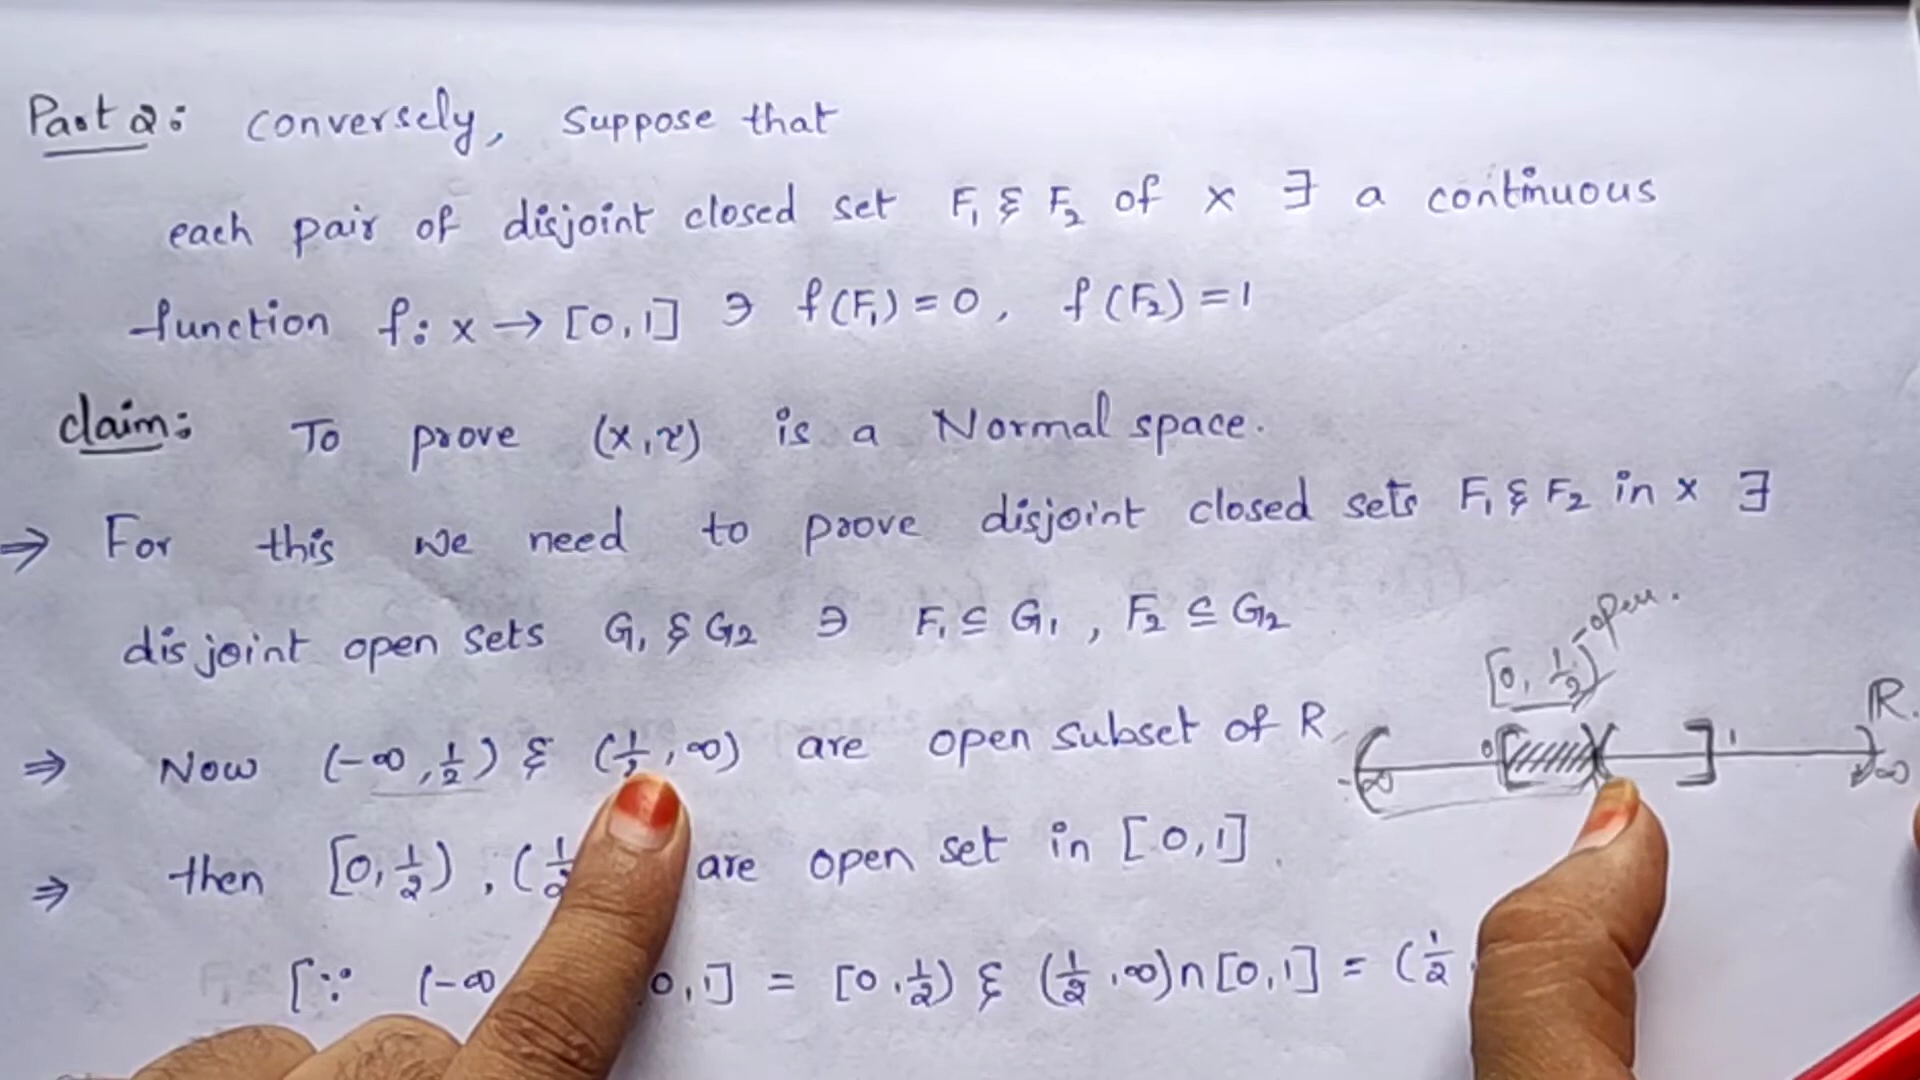 Part 2: conversely, suppose that
each pair of disjoint closed set F₁ & F₂ of x ∃ a continuous
function f: x → [0,1] ∋ f(F₁) = 0, f(F₂) = 1
claim: To prove (x,τ) is a Normal space.
⇒ For this we need to prove disjoint closed sets F₁ & F₂ in x ∃
disjoint open sets G₁ & G₂ ∋ F₁ ⊆ G₁, F₂ ⊆ G₂
[0, 1/2) - open.
⇒ Now (-∞, 1/2) & (1/2, ∞) are open subset of R
-∞ 0 1 ∞ R.
⇒ then [0, 1/2), ( are open set in [0,1].
[∵ (-∞ 0,1] = [0, 1/2) & (1/2, ∞) ∩ [0,1] = (1/2